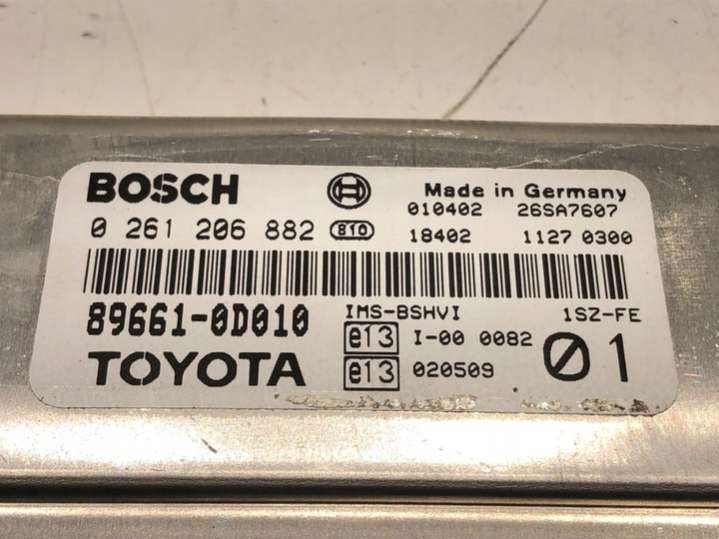 BOSCH Made in Germany
010402 26SA7607
0 261 206 882 810 18402 1127 0300
89661-0D010 IMS-BSHVI 1SZ-FE
e13 I-00 0082 01
TOYOTA e13 020509